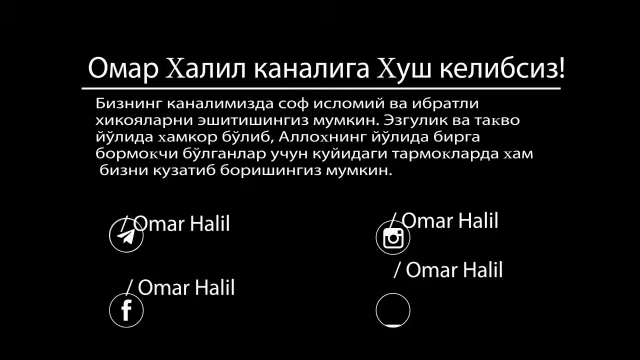 Омар Халил каналига Хуш келибсиз!
Бизнинг каналимизда соф исломий ва ибратли
хикояларни эшитишингиз мумкин. Эзгулик ва таково
йўлида хамкор бўлиб, Аллохнинг йўлида бирга
бормокчи бўлганлар учун куйидаги тармокларда хам
бизни кузатиб боришингиз мумкин.
/ Omar Halil
/ Omar Halil
/ Omar Halil
/ Omar Halil